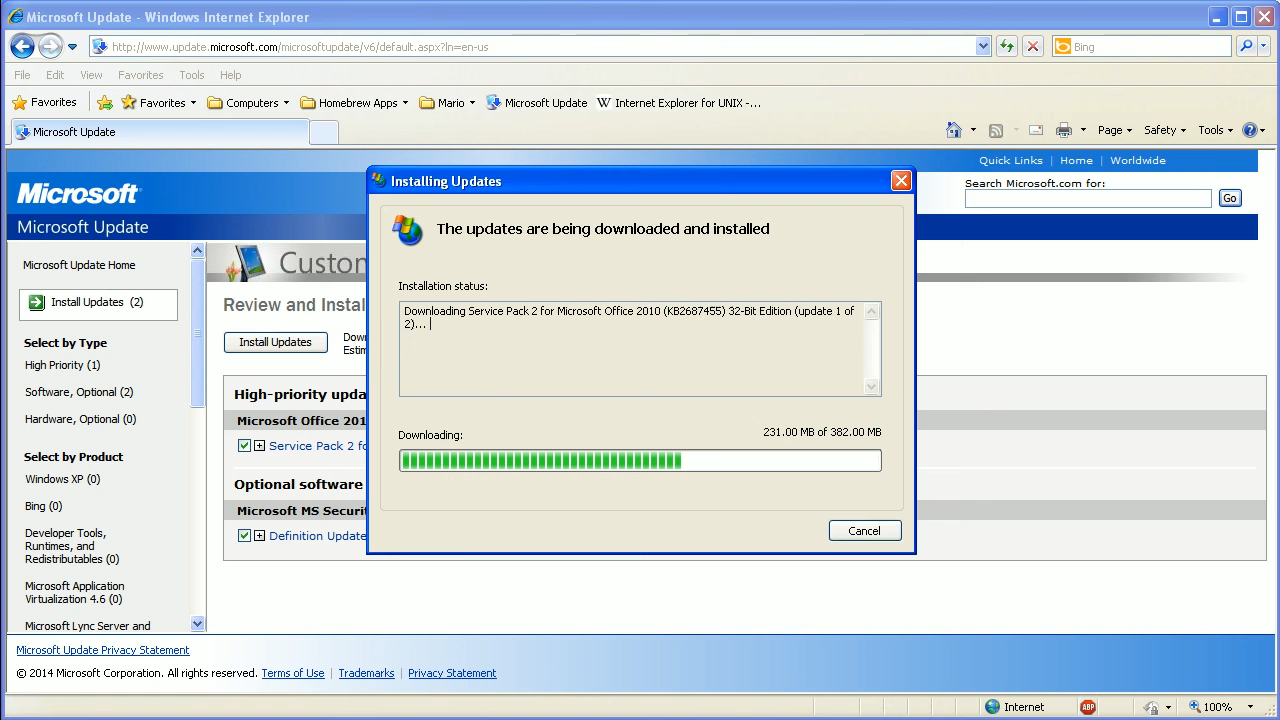 Microsoft Update - Windows Internet Explorer
http://www.update.microsoft.com/microsoftupdate/v6/default.aspx?ln=en-us
Bing
File Edit View Favorites Tools Help
Favorites Favorites Computers Homebrew Apps Mario Microsoft Update W Internet Explorer for UNIX -...
Microsoft Update
Page Safety Tools
Quick Links | Home | Worldwide
Microsoft
Search Microsoft.com for:
Go
Microsoft Update
Microsoft Update Home
Install Updates (2)
Select by Type
High Priority (1)
Software, Optional (2)
Hardware, Optional (0)
Select by Product
Windows XP (0)
Bing (0)
Developer Tools,
Runtimes, and
Redistributables (0)
Microsoft Application
Virtualization 4.6 (0)
Microsoft Lync Server and
Custom
Review and Instal
Install Updates
Down
Estim
High-priority upda
Microsoft Office 201
Service Pack 2 fo
Optional software
Microsoft MS Securit
Definition Update
Installing Updates
The updates are being downloaded and installed
Installation status:
Downloading Service Pack 2 for Microsoft Office 2010 (KB2687455) 32-Bit Edition (update 1 of
2)...
Downloading:
231.00 MB of 382.00 MB
Cancel
Microsoft Update Privacy Statement
© 2014 Microsoft Corporation. All rights reserved. Terms of Use | Trademarks | Privacy Statement
Internet
ABP
100%